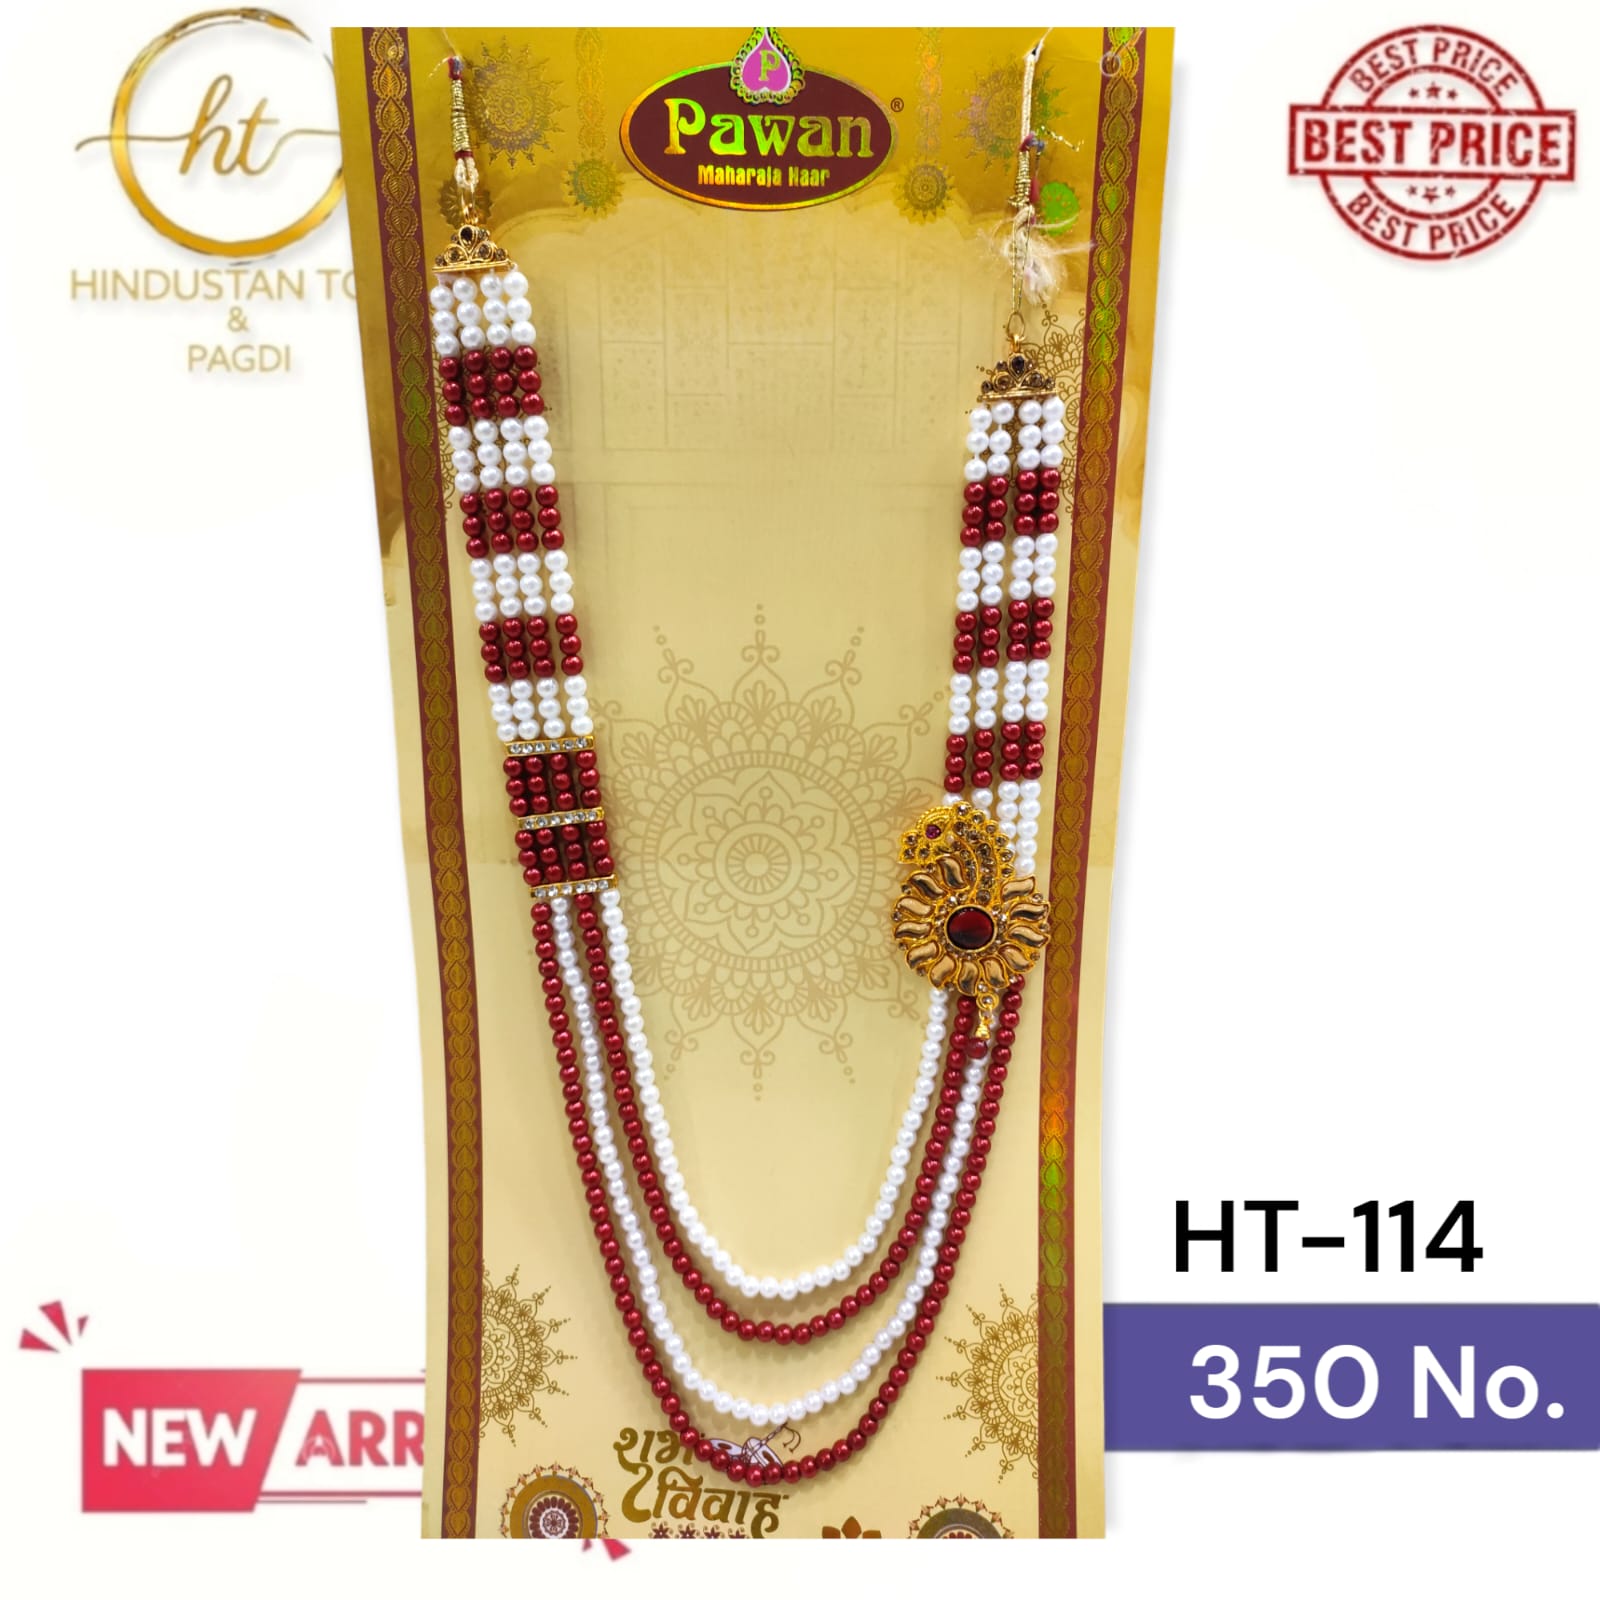 ht
HINDUSTAN TO
&
PAGDI
P
Pawan®
Maharaja Haar
BEST PRICE
BEST PRICE
BEST PRICE
HT-114
350 No.
NEW ARR
शुभ
विवाह